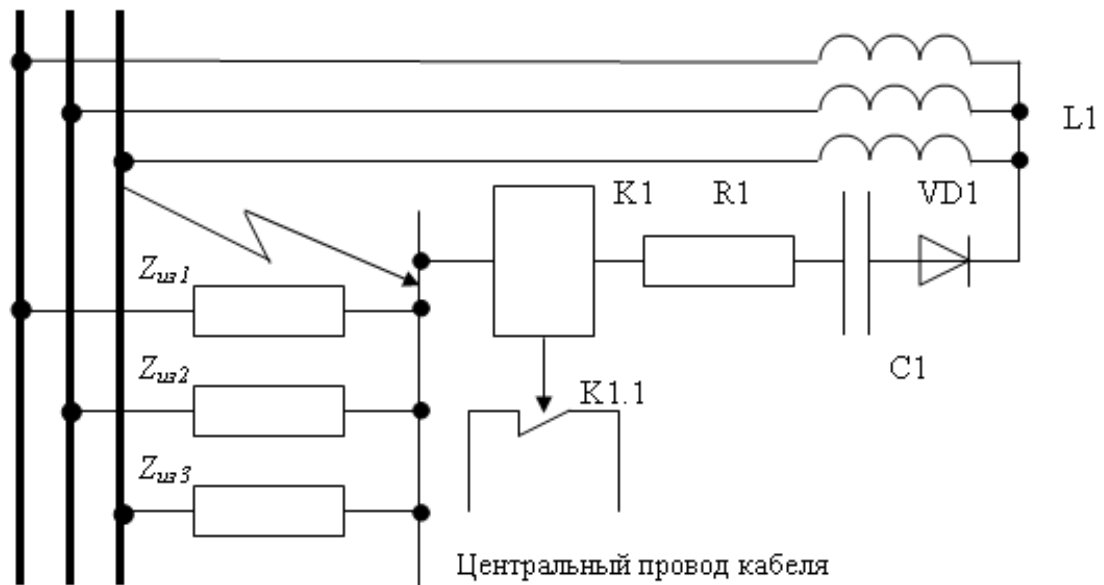 L1
K1 R1 VD1
Zиз1
C1
K1.1
Zиз2
Zиз3
Центральный провод кабеля